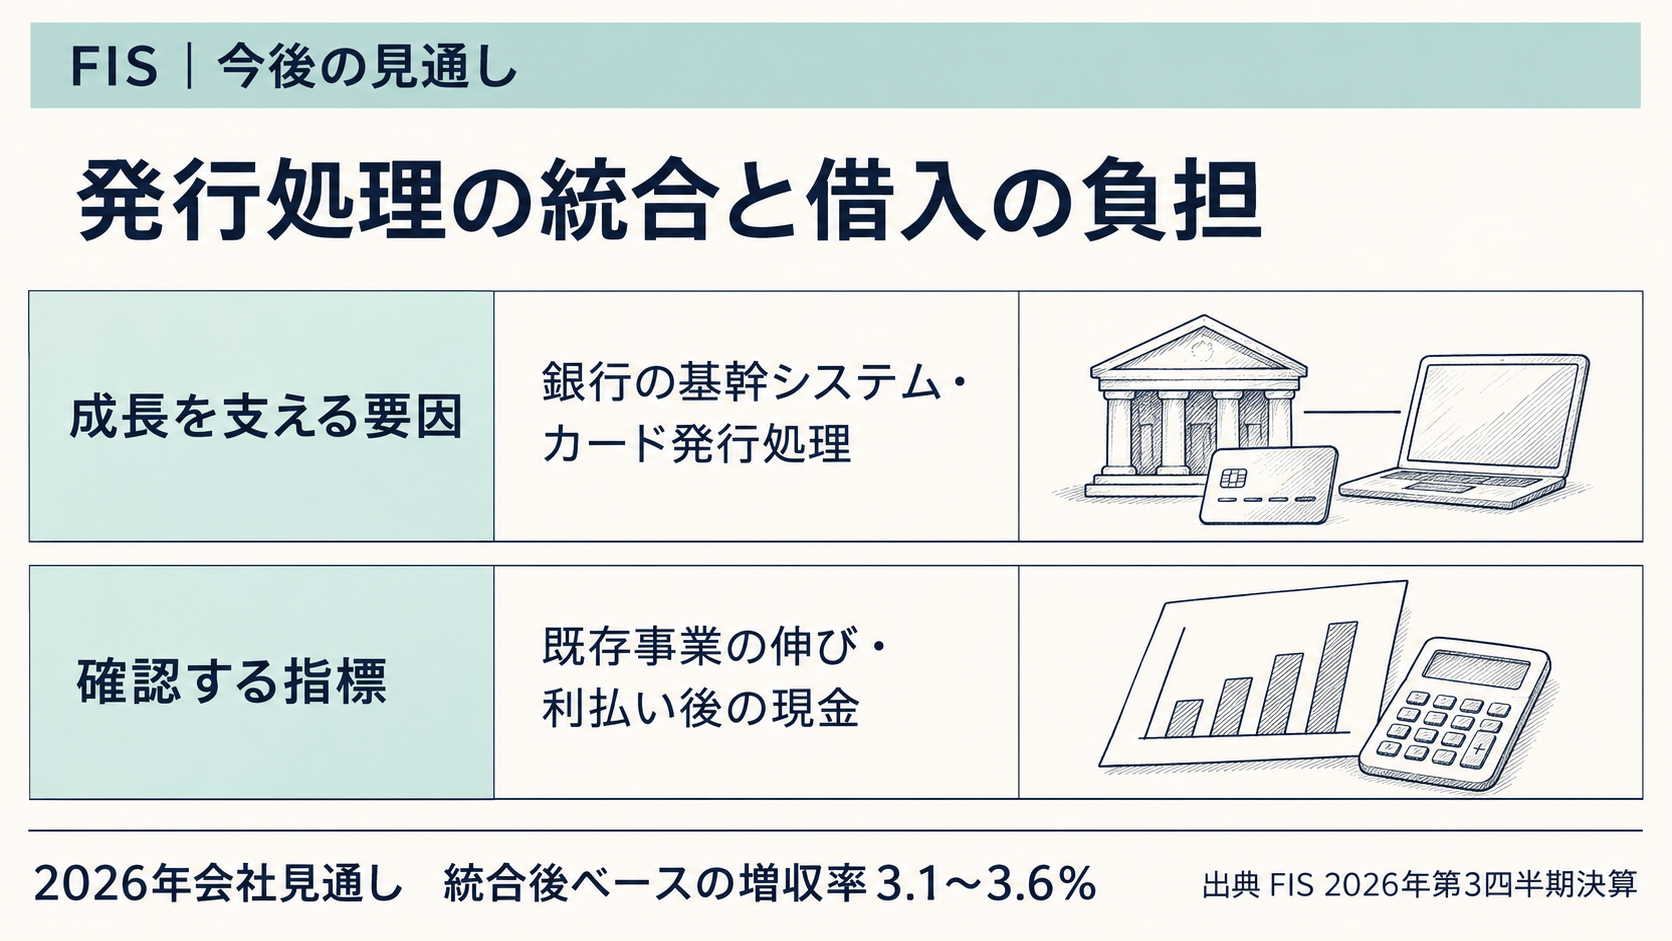 FIS｜今後の見通し
発行処理の統合と借入の負担
成長を支える要因
銀行の基幹システム・
カード発行処理
確認する指標
既存事業の伸び・
利払い後の現金
2026年会社見通し　統合後ベースの増収率3.1〜3.6%
出典 FIS 2026年第3四半期決算